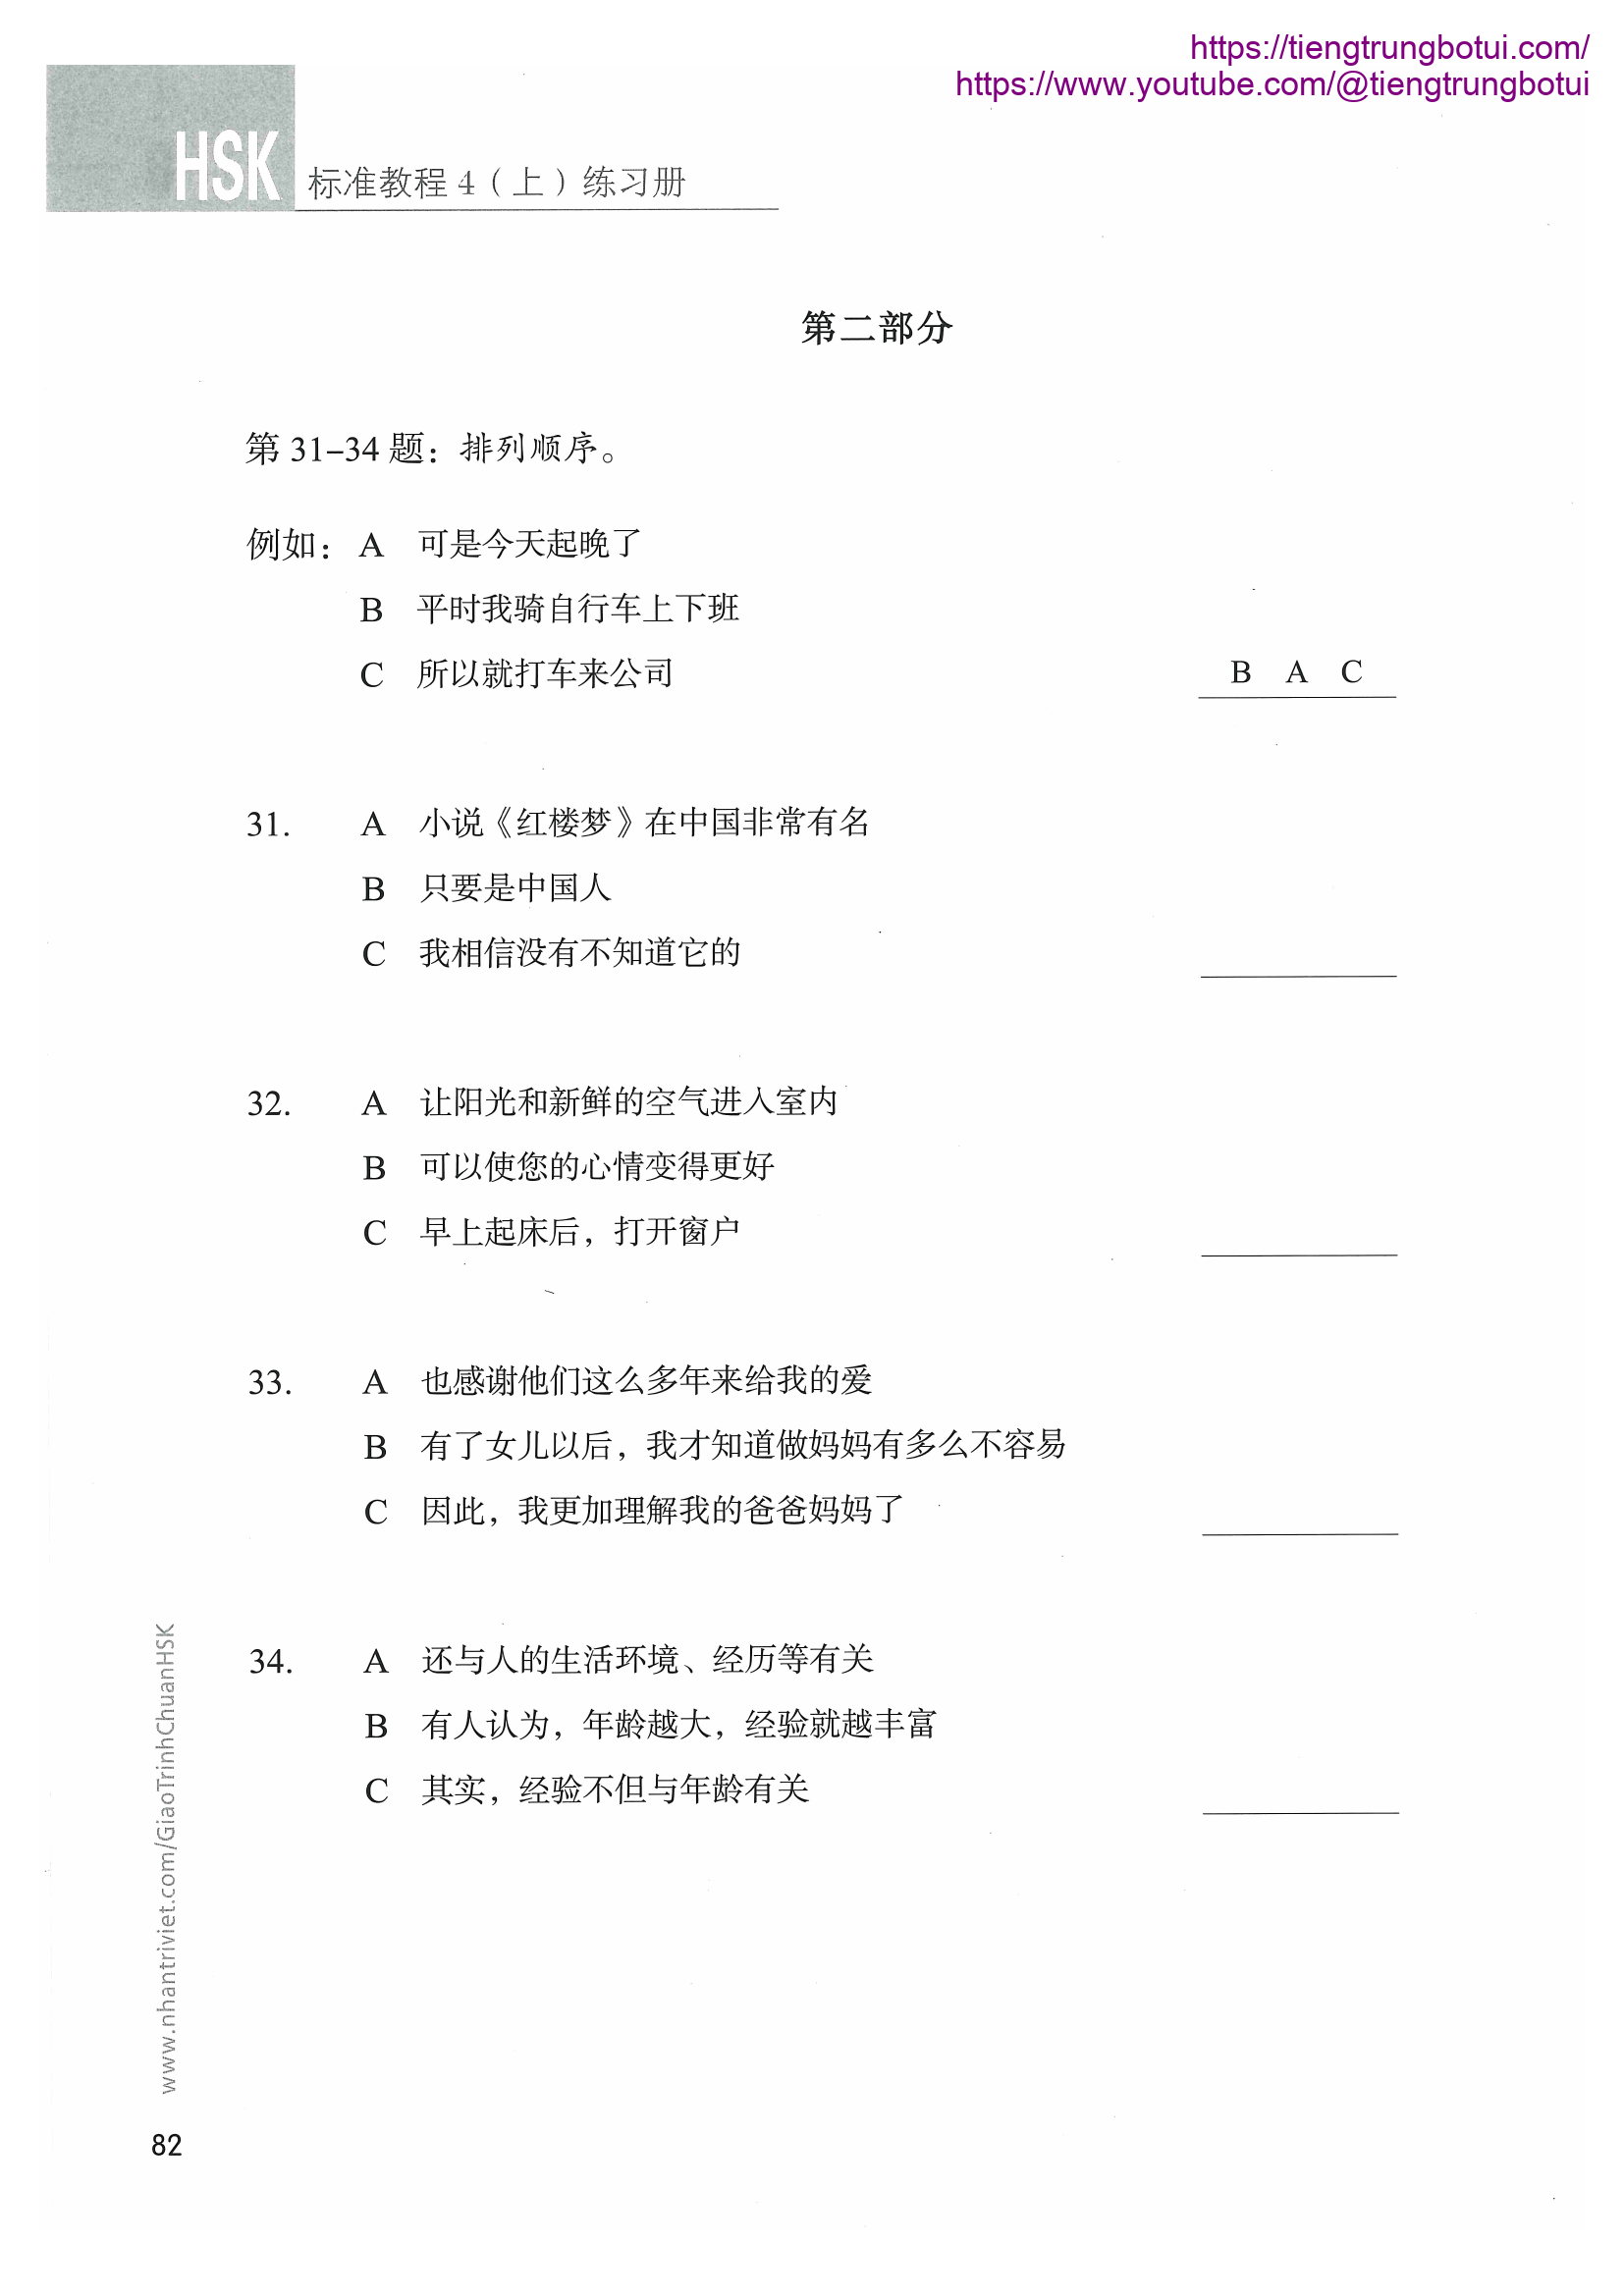 https://tiengtrungbotui.com/
https://www.youtube.com/@tiengtrungbotui
HSK 标准教程 4（上）练习册
第二部分
第 31–34 题：排列顺序。
例如： A 可是今天起晚了
B 平时我骑自行车上下班
C 所以就打车来公司 B A C
31. A 小说《红楼梦》在中国非常有名
B 只要是中国人
C 我相信没有不知道它的
32. A 让阳光和新鲜的空气进入室内
B 可以使您的心情变得更好
C 早上起床后，打开窗户
33. A 也感谢他们这么多年来给我的爱
B 有了女儿以后，我才知道做妈妈有多么不容易
C 因此，我更加理解我的爸爸妈妈了
34. A 还与人的生活环境、经历等有关
B 有人认为，年龄越大，经验就越丰富
C 其实，经验不但与年龄有关
www.nhantriviet.com/GiaoTrinhChuanHSK
82